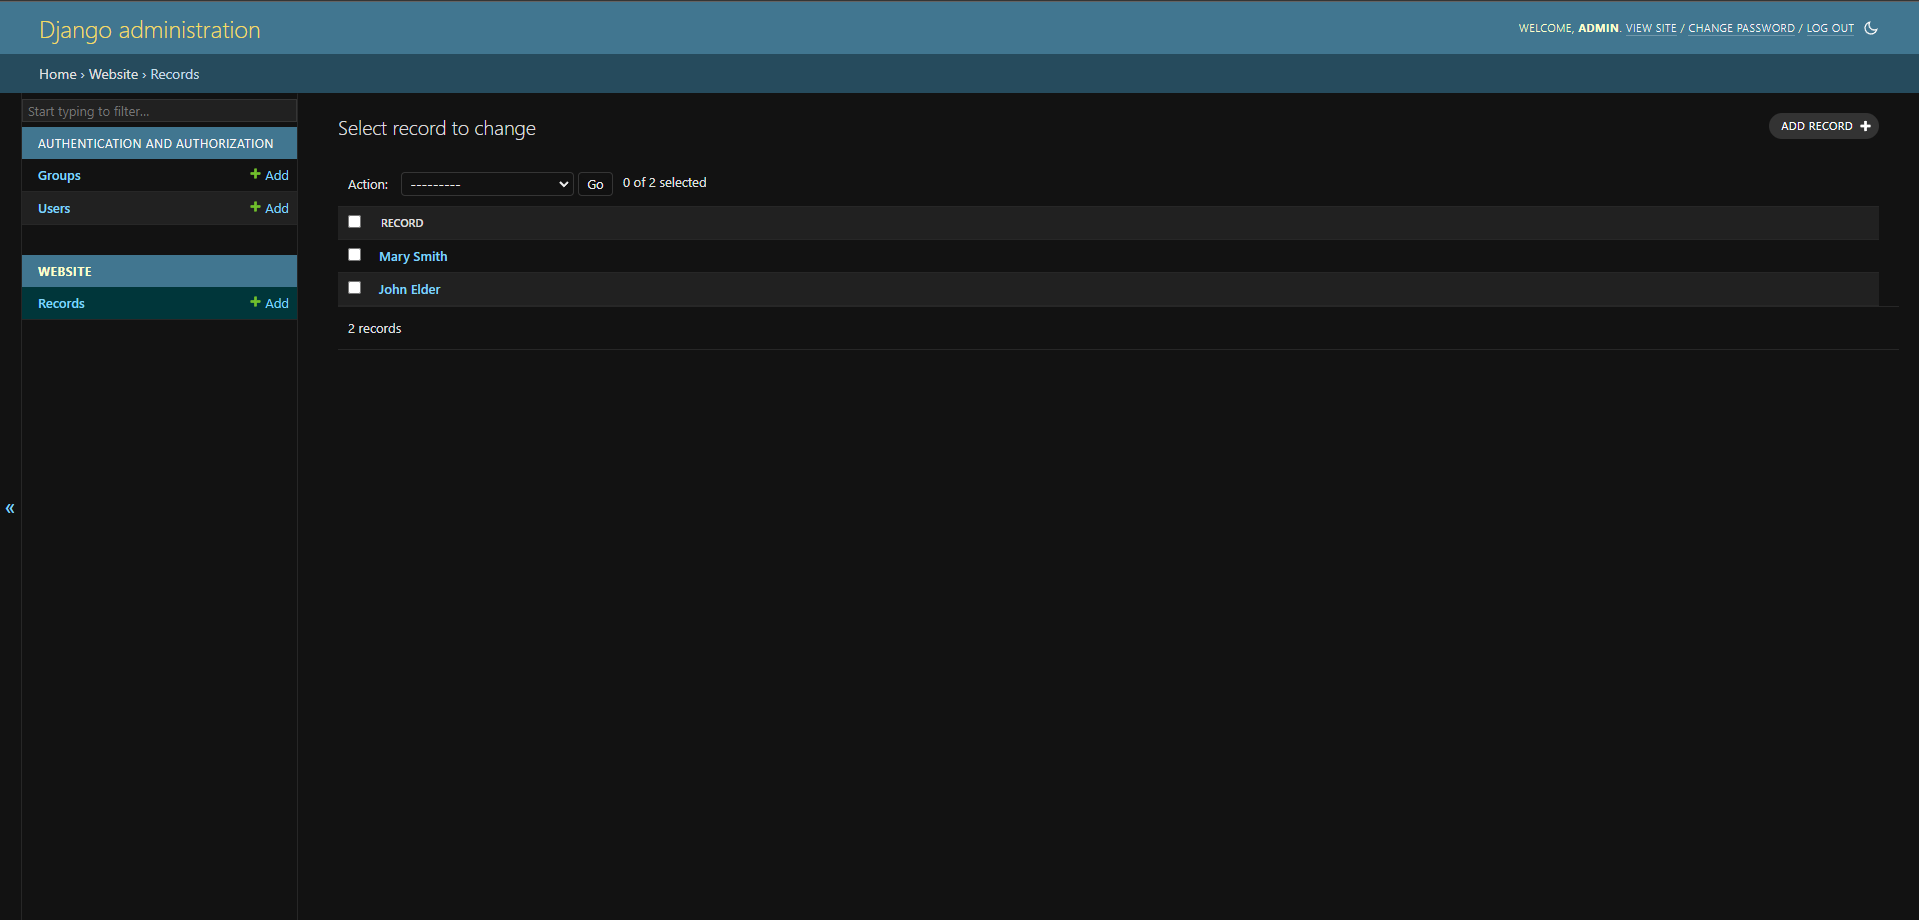 Django administration
WELCOME, ADMIN. VIEW SITE / CHANGE PASSWORD / LOG OUT
Home › Website › Records
Start typing to filter...
AUTHENTICATION AND AUTHORIZATION
Groups + Add
Users + Add
WEBSITE
Records + Add
«
Select record to change
ADD RECORD +
Action: --------- Go 0 of 2 selected
RECORD
Mary Smith
John Elder
2 records